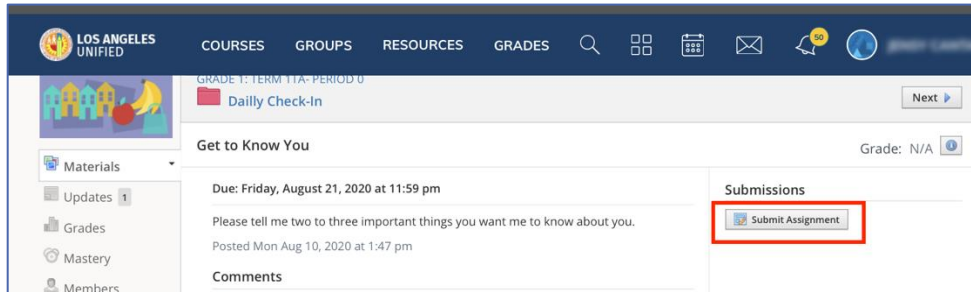 LOS ANGELES
UNIFIED
COURSES GROUPS RESOURCES GRADES 50
GRADE 1: TERM 1TA- PERIOD 0
Dailly Check-In
Next
Get to Know You
Grade: N/A
Materials
Updates 1
Grades
Mastery
Members
Due: Friday, August 21, 2020 at 11:59 pm
Please tell me two to three important things you want me to know about you.
Posted Mon Aug 10, 2020 at 1:47 pm
Comments
Submissions
Submit Assignment